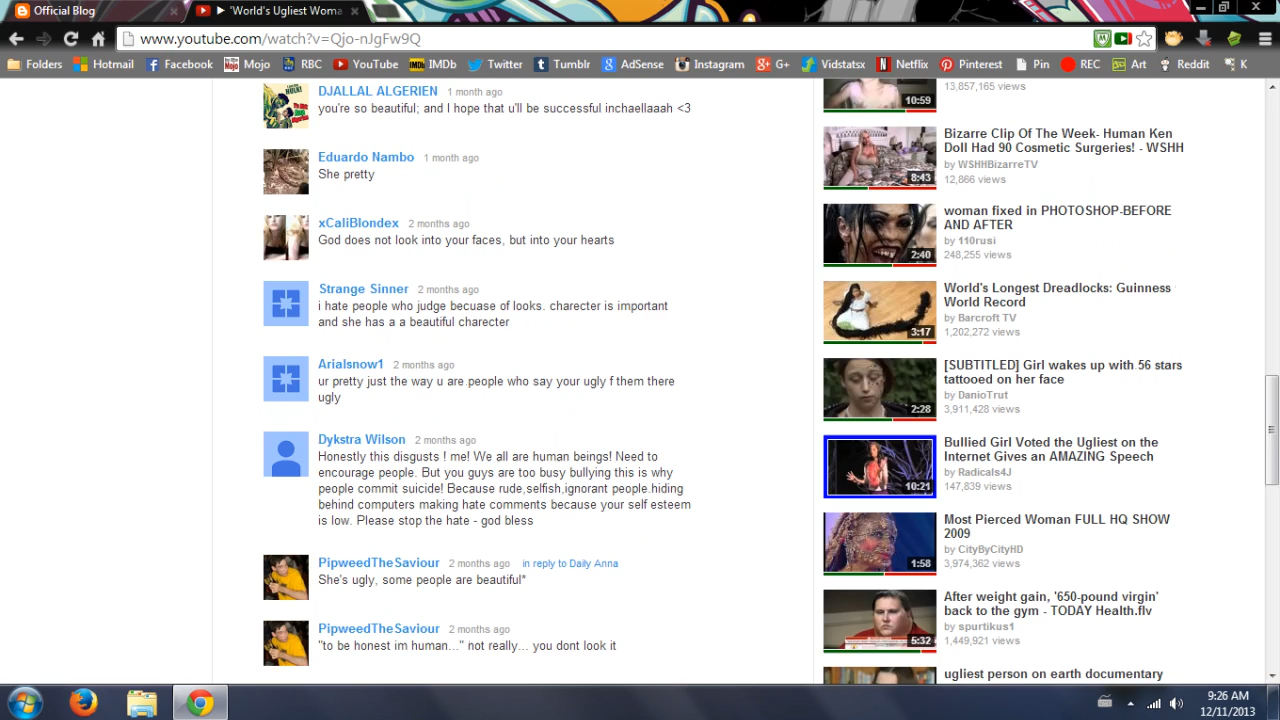 Official Blog
▶ 'World's Ugliest Woma
www.youtube.com/watch?v=Qjo-nJgFw9Q
Folders
Hotmail
Facebook
Mojo
RBC
YouTube
IMDb
Twitter
Tumblr
AdSense
Instagram
G+
Vidstatsx
Netflix
Pinterest
Pin
REC
Art
Reddit
K
DJALLAL ALGERIEN 1 month ago
you're so beautiful; and I hope that u'll be successful inchaellaaah <3
Eduardo Nambo 1 month ago
She pretty
xCaliBlondex 2 months ago
God does not look into your faces, but into your hearts
Strange Sinner 2 months ago
i hate people who judge becuase of looks. charecter is important
and she has a a beautiful charecter
Arialsnow1 2 months ago
ur pretty just the way u are.people who say your ugly f them there
ugly
Dykstra Wilson 2 months ago
Honestly this disgusts ! me! We all are human beings! Need to
encourage people. But you guys are too busy bullying this is why
people commit suicide! Because rude,selfish,ignorant people.hiding
behind computers making hate comments because your self esteem
is low. Please stop the hate - god bless
PipweedTheSaviour 2 months ago in reply to Daily Anna
She's ugly, some people are beautiful*
PipweedTheSaviour 2 months ago
"to be honest im human..." not really... you dont look it
10:59
13,857,165 views
8:43
Bizarre Clip Of The Week- Human Ken
Doll Had 90 Cosmetic Surgeries! - WSHH
by WSHHBizarreTV
12,866 views
2:40
woman fixed in PHOTOSHOP-BEFORE
AND AFTER
by 110rusi
248,255 views
3:17
World's Longest Dreadlocks: Guinness
World Record
by Barcroft TV
1,202,272 views
2:28
[SUBTITLED] Girl wakes up with 56 stars
tattooed on her face
by DanioTrut
3,911,428 views
10:21
Bullied Girl Voted the Ugliest on the
Internet Gives an AMAZING Speech
by Radicals4J
147,839 views
1:58
Most Pierced Woman FULL HQ SHOW
2009
by CityByCityHD
3,974,362 views
5:32
After weight gain, '650-pound virgin'
back to the gym - TODAY Health.flv
by spurtikus1
1,449,921 views
ugliest person on earth documentary
9:26 AM
12/11/2013